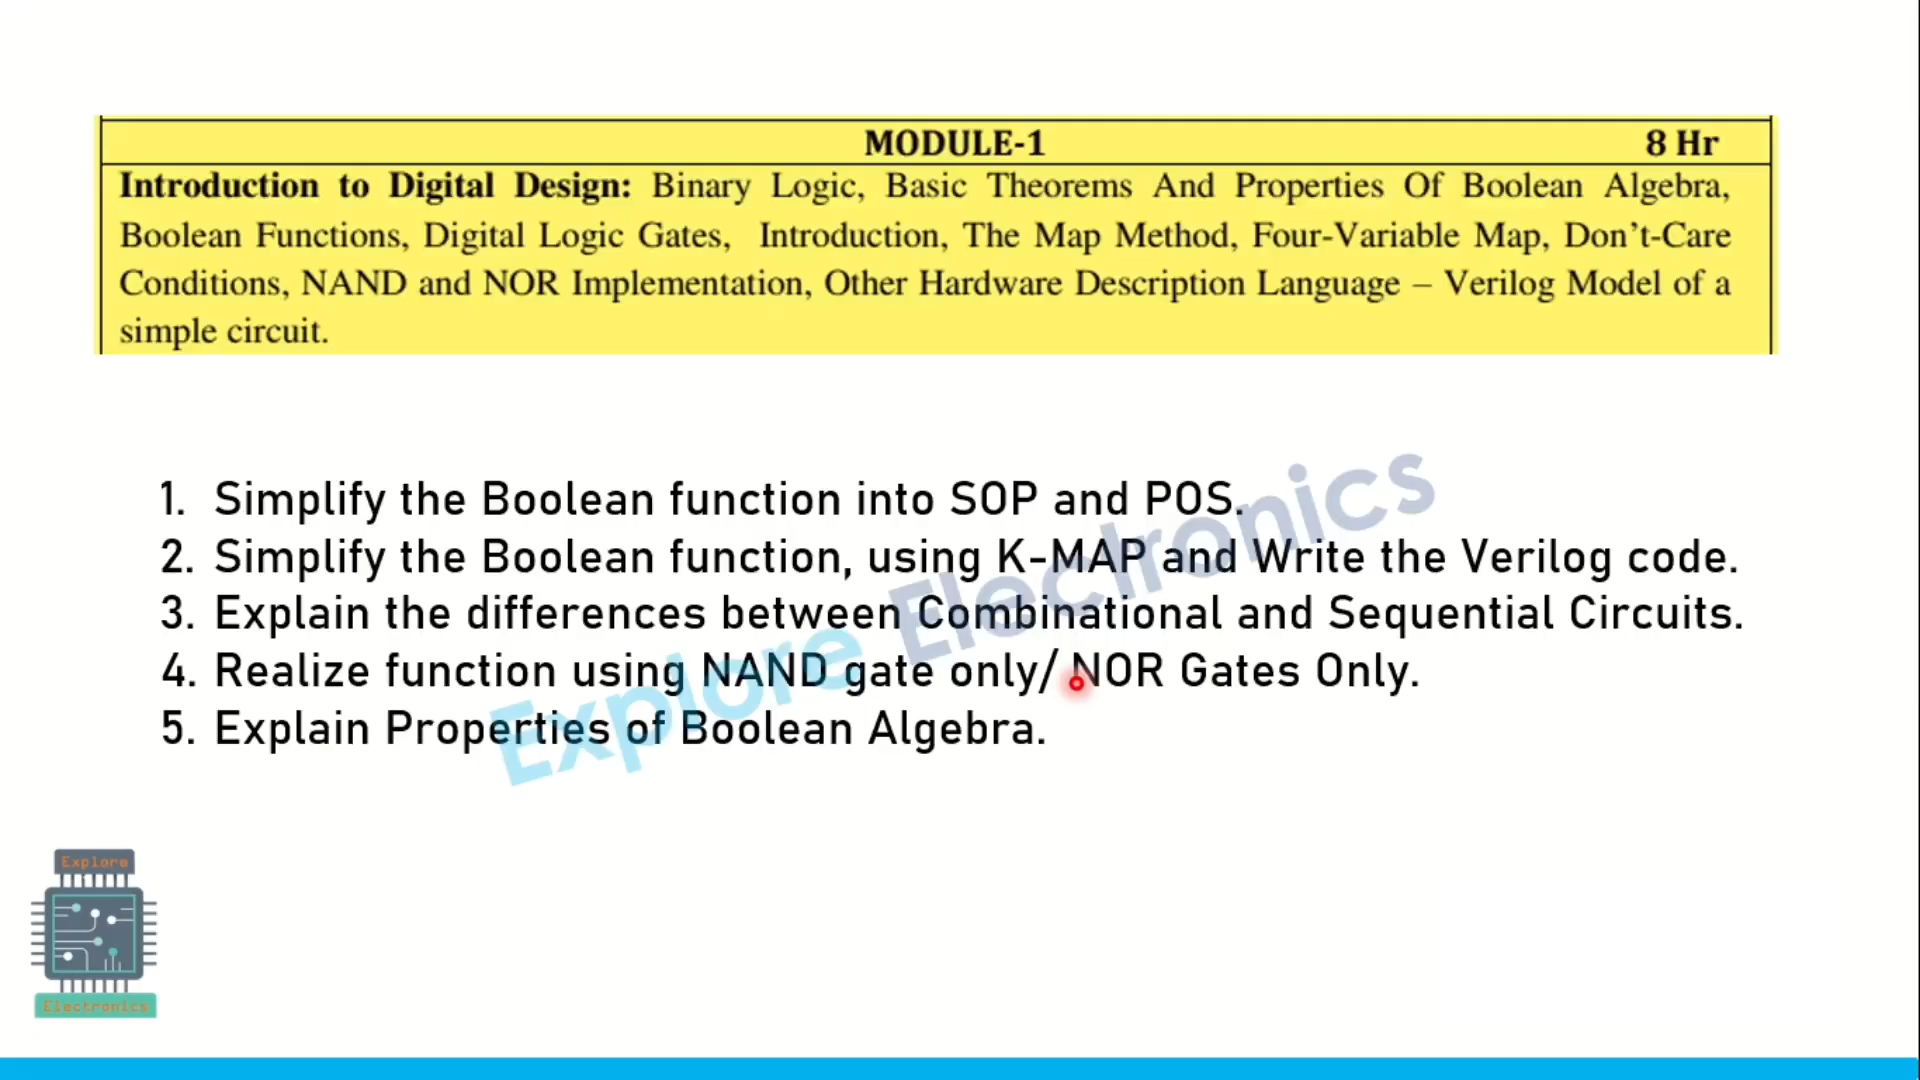 MODULE-1 8 Hr
Introduction to Digital Design: Binary Logic, Basic Theorems And Properties Of Boolean Algebra,
Boolean Functions, Digital Logic Gates, Introduction, The Map Method, Four-Variable Map, Don’t-Care
Conditions, NAND and NOR Implementation, Other Hardware Description Language – Verilog Model of a
simple circuit.
1. Simplify the Boolean function into SOP and POS.
2. Simplify the Boolean function, using K-MAP and Write the Verilog code.
3. Explain the differences between Combinational and Sequential Circuits.
4. Realize function using NAND gate only/ NOR Gates Only.
5. Explain Properties of Boolean Algebra.
Explore Electronics
Explore
Electronics